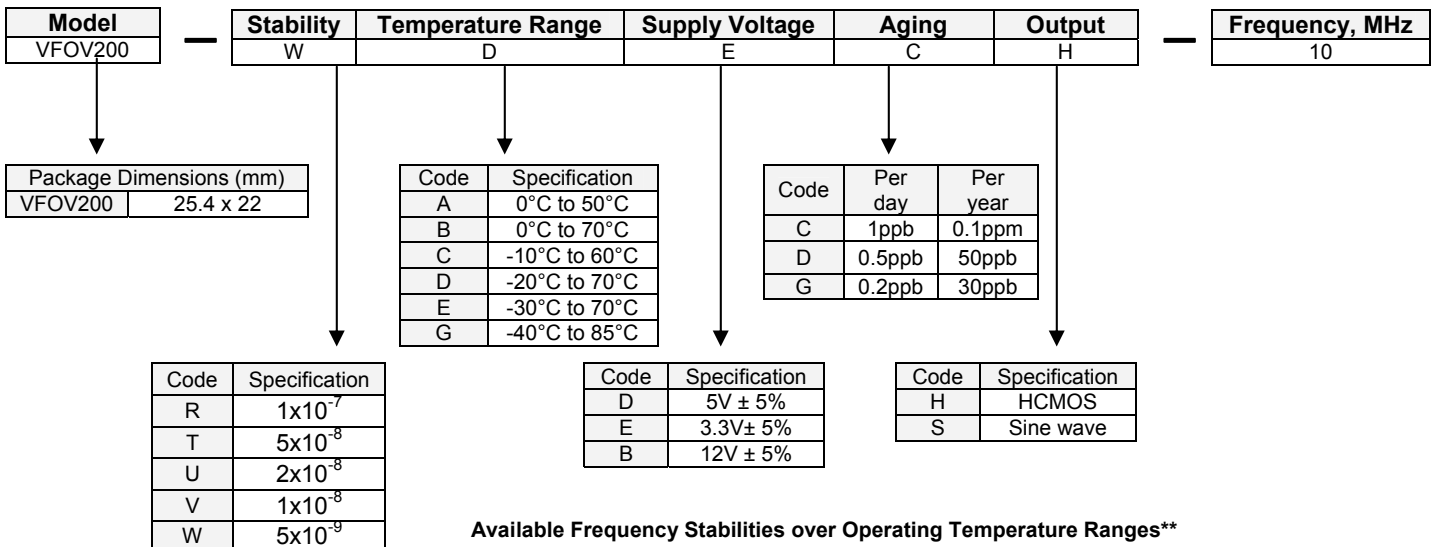 Model Stability Temperature Range Supply Voltage Aging Output Frequency, MHz
VFOV200 — W D E C H — 10
Package Dimensions (mm)
VFOV200 25.4 x 22
Code Specification
A 0°C to 50°C
B 0°C to 70°C
C -10°C to 60°C
D -20°C to 70°C
E -30°C to 70°C
G -40°C to 85°C
Code Per day Per year
C 1ppb 0.1ppm
D 0.5ppb 50ppb
G 0.2ppb 30ppb
Code Specification
R 1x10⁻⁷
T 5x10⁻⁸
U 2x10⁻⁸
V 1x10⁻⁸
W 5x10⁻⁹
Code Specification
D 5V ± 5%
E 3.3V± 5%
B 12V ± 5%
Code Specification
H HCMOS
S Sine wave
Available Frequency Stabilities over Operating Temperature Ranges**